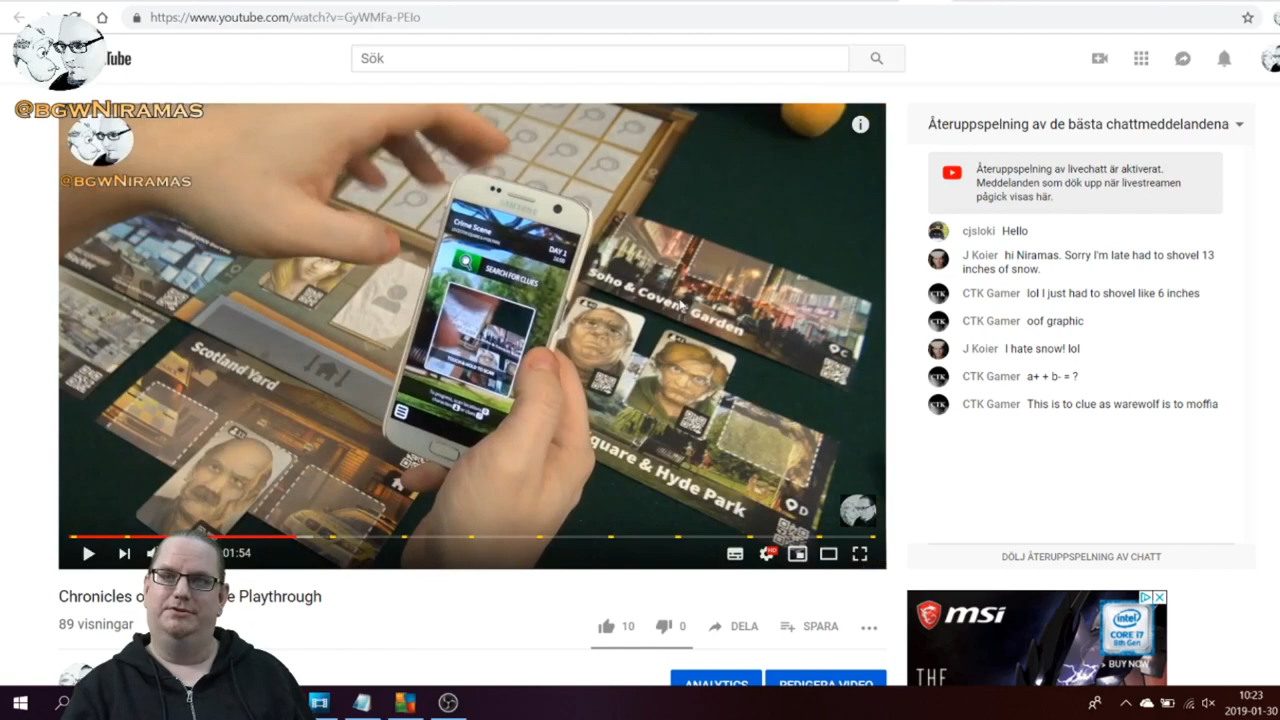 https://www.youtube.com/watch?v=GyWMFa-PEIo
Tube
Sök
@BGWNIRAMAS
@BGWNIRAMAS
Crime Scene
DAY 1
SEARCH FOR CLUES
Soho & Covent Garden
C
Scotland Yard
Square & Hyde Park
D
1:54
HD
Återuppspelning av de bästa chattmeddelandena
Återuppspelning av livechatt är aktiverat.
Meddelanden som dök upp när livestreamen
pågick visas här.
cjsloki Hello
J Koier hi Niramas. Sorry I'm late had to shovel 13
inches of snow.
CTK Gamer lol I just had to shovel like 6 inches
CTK Gamer oof graphic
J Koier I hate snow! lol
CTK Gamer a+ + b- = ?
CTK Gamer This is to clue as warewolf is to moffia
DÖLJ ÅTERUPPSPELNING AV CHATT
Chronicles o e Playthrough
89 visningar
10
0
DELA
SPARA
ANALYTICS
REDIGERA VIDEO
msi
intel
CORE i7
8th Gen
BUY NOW
THE
10:23
2019-01-30